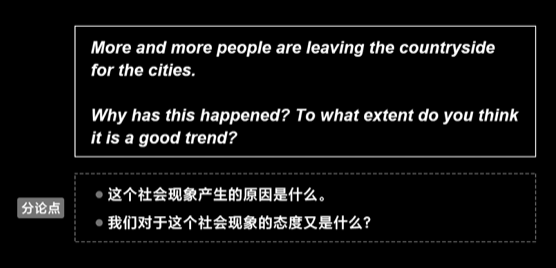 More and more people are leaving the countryside
for the cities.
Why has this happened? To what extent do you think
it is a good trend?
分论点
这个社会现象产生的原因是什么。
我们对于这个社会现象的态度又是什么?